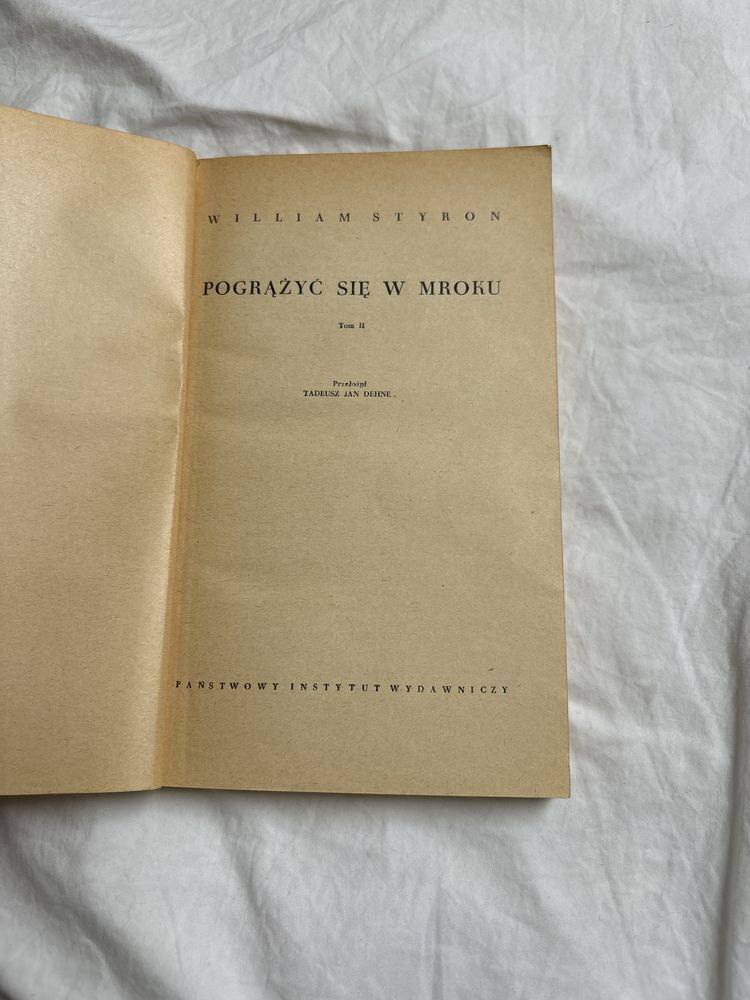 WILLIAM STYRON
POGRĄŻYĆ SIĘ W MROKU
Tom II
Przełożył
TADEUSZ JAN DEHNE
PAŃSTWOWY INSTYTUT WYDAWNICZY